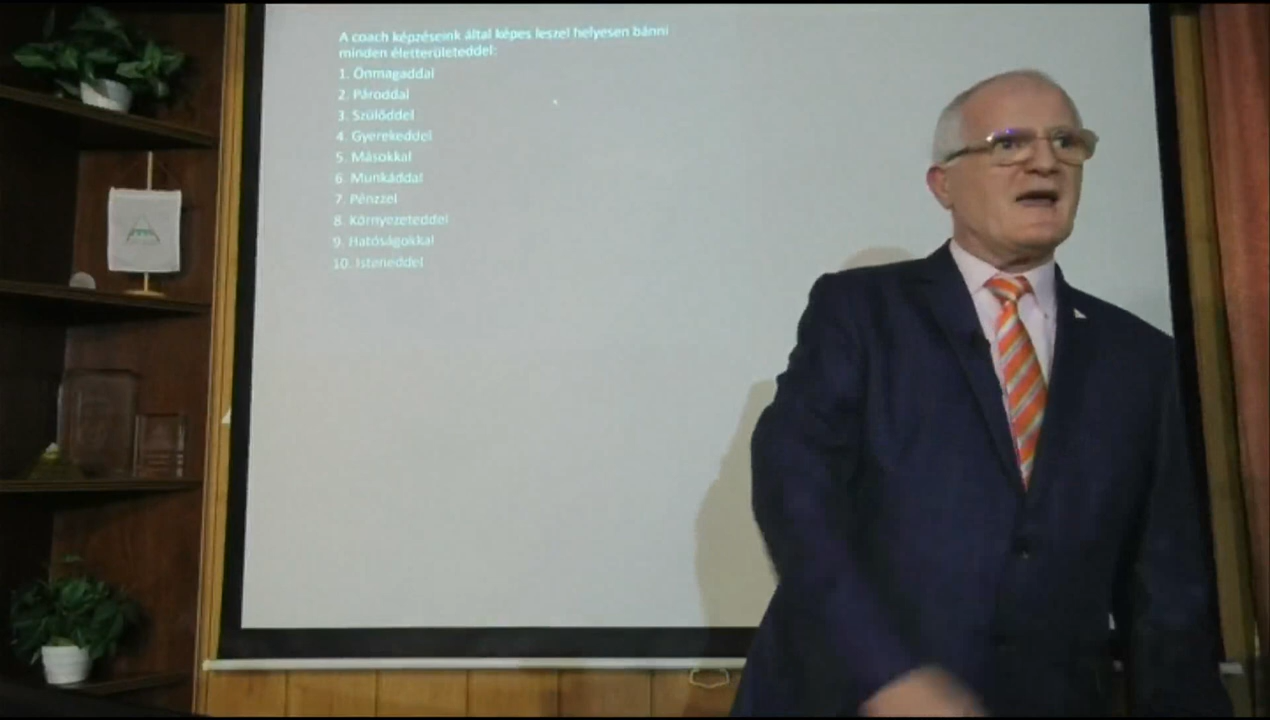 A coach képzéseink által képes leszel helyesen bánni
minden életterületeddel:
1. Önmagaddal
2. Pároddal
3. Szülőddel
4. Gyerekeddel
5. Másokkal
6. Munkáddal
7. Pénzzel
8. Környezeteddel
9. Hatóságokkal
10. Isteneddel